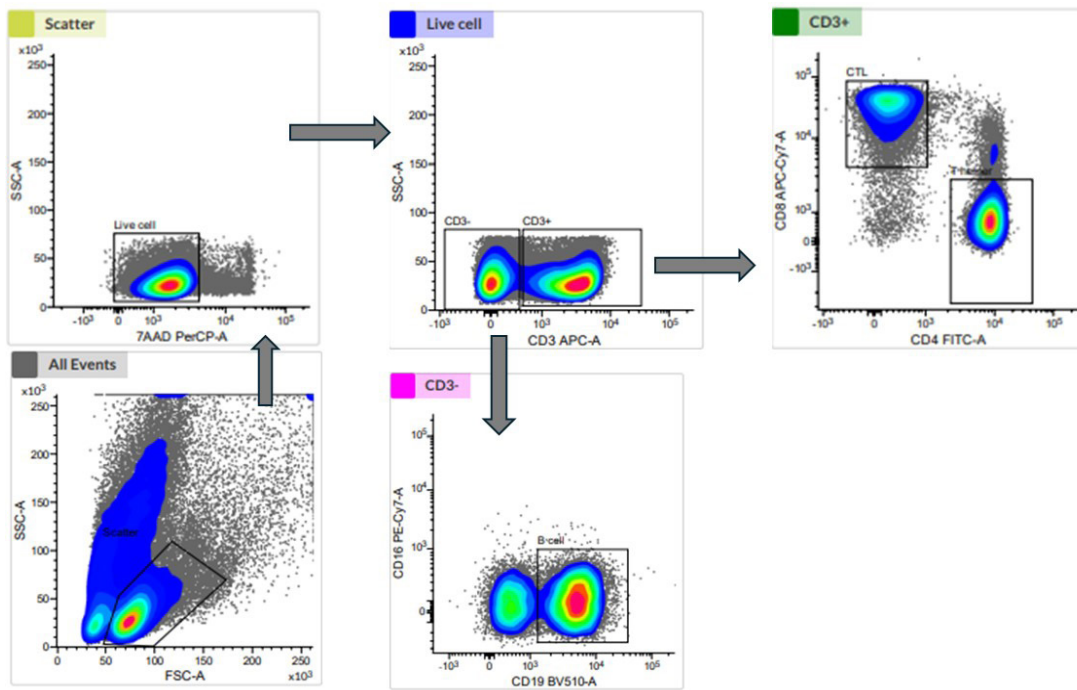 Scatter
x10³
250
200
150
100
50
0
SSC-A
Live cell
-10³ 0 10³ 10⁴ 10⁵
7AAD PerCP-A
Live cell
x10³
250
200
150
100
50
0
SSC-A
CD3- CD3+
-10³ 0 10³ 10⁴ 10⁵
CD3 APC-A
CD3+
10⁵
10⁴
10³
0
-10³
CD8 APC-Cy7-A
CTL
-10³ 0 10³ 10⁴ 10⁵
CD4 FITC-A
All Events
x10³
250
200
150
100
50
0
SSC-A
Scatter
0 50 100 150 200 250
x10³
FSC-A
CD3-
10⁵
10⁴
10³
0
CD16 PE-Cy7-A
B cell
-10³ 0 10³ 10⁴ 10⁵
CD19 BV510-A